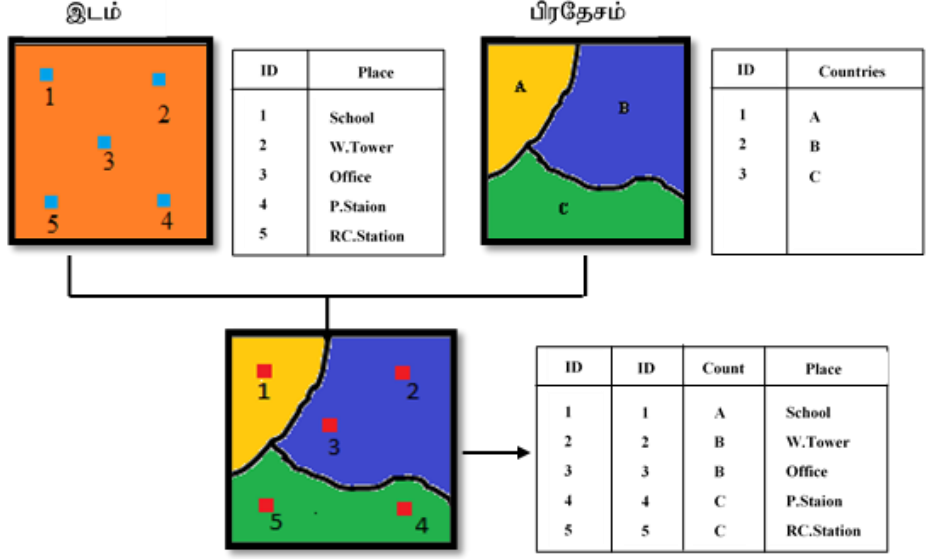 இடம்
பிரதேசம்
1
2
3
5
4
ID Place
1 School
2 W.Tower
3 Office
4 P.Staion
5 RC.Station
A
B
C
ID Countries
1 A
2 B
3 C
1
2
3
5
4
ID ID Count Place
1 1 A School
2 2 B W.Tower
3 3 B Office
4 4 C P.Staion
5 5 C RC.Station